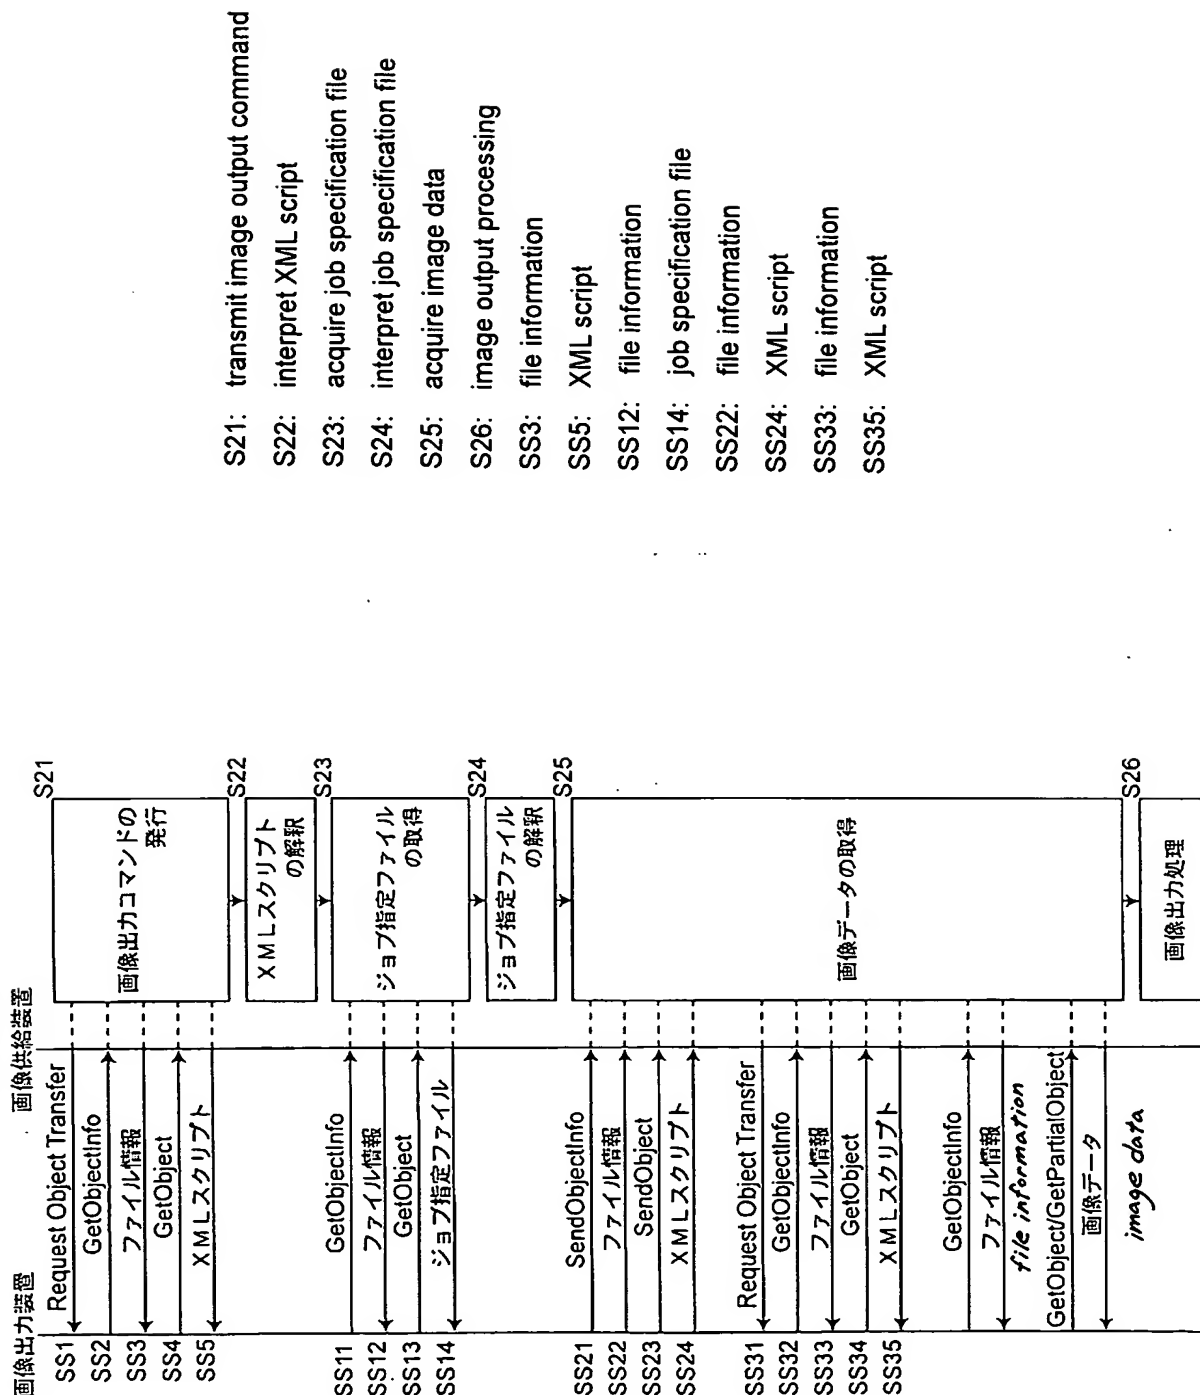 画像出力装置
画像供給装置
SS1
Request Object Transfer
SS2
GetObjectInfo
SS3
ファイル情報
SS4
GetObject
SS5
XMLスクリプト
SS11
GetObjectInfo
SS12
ファイル情報
SS13
GetObject
SS14
ジョブ指定ファイル
SS21
SendObjectInfo
SS22
ファイル情報
SS23
SendObject
SS24
XMLスクリプト
SS31
Request Object Transfer
SS32
GetObjectInfo
SS33
ファイル情報
SS34
GetObject
SS35
XMLスクリプト
GetObjectInfo
ファイル情報
file information
GetObject/GetPartialObject
画像データ
image data
S21
画像出力コマンドの
発行
S22
XMLスクリプト
の解釈
S23
ジョブ指定ファイル
の取得
S24
ジョブ指定ファイル
の解釈
S25
画像データの取得
S26
画像出力処理
S21: transmit image output command
S22: interpret XML script
S23: acquire job specification file
S24: interpret job specification file
S25: acquire image data
S26: image output processing
SS3: file information
SS5: XML script
SS12: file information
SS14: job specification file
SS22: file information
SS24: XML script
SS33: file information
SS35: XML script